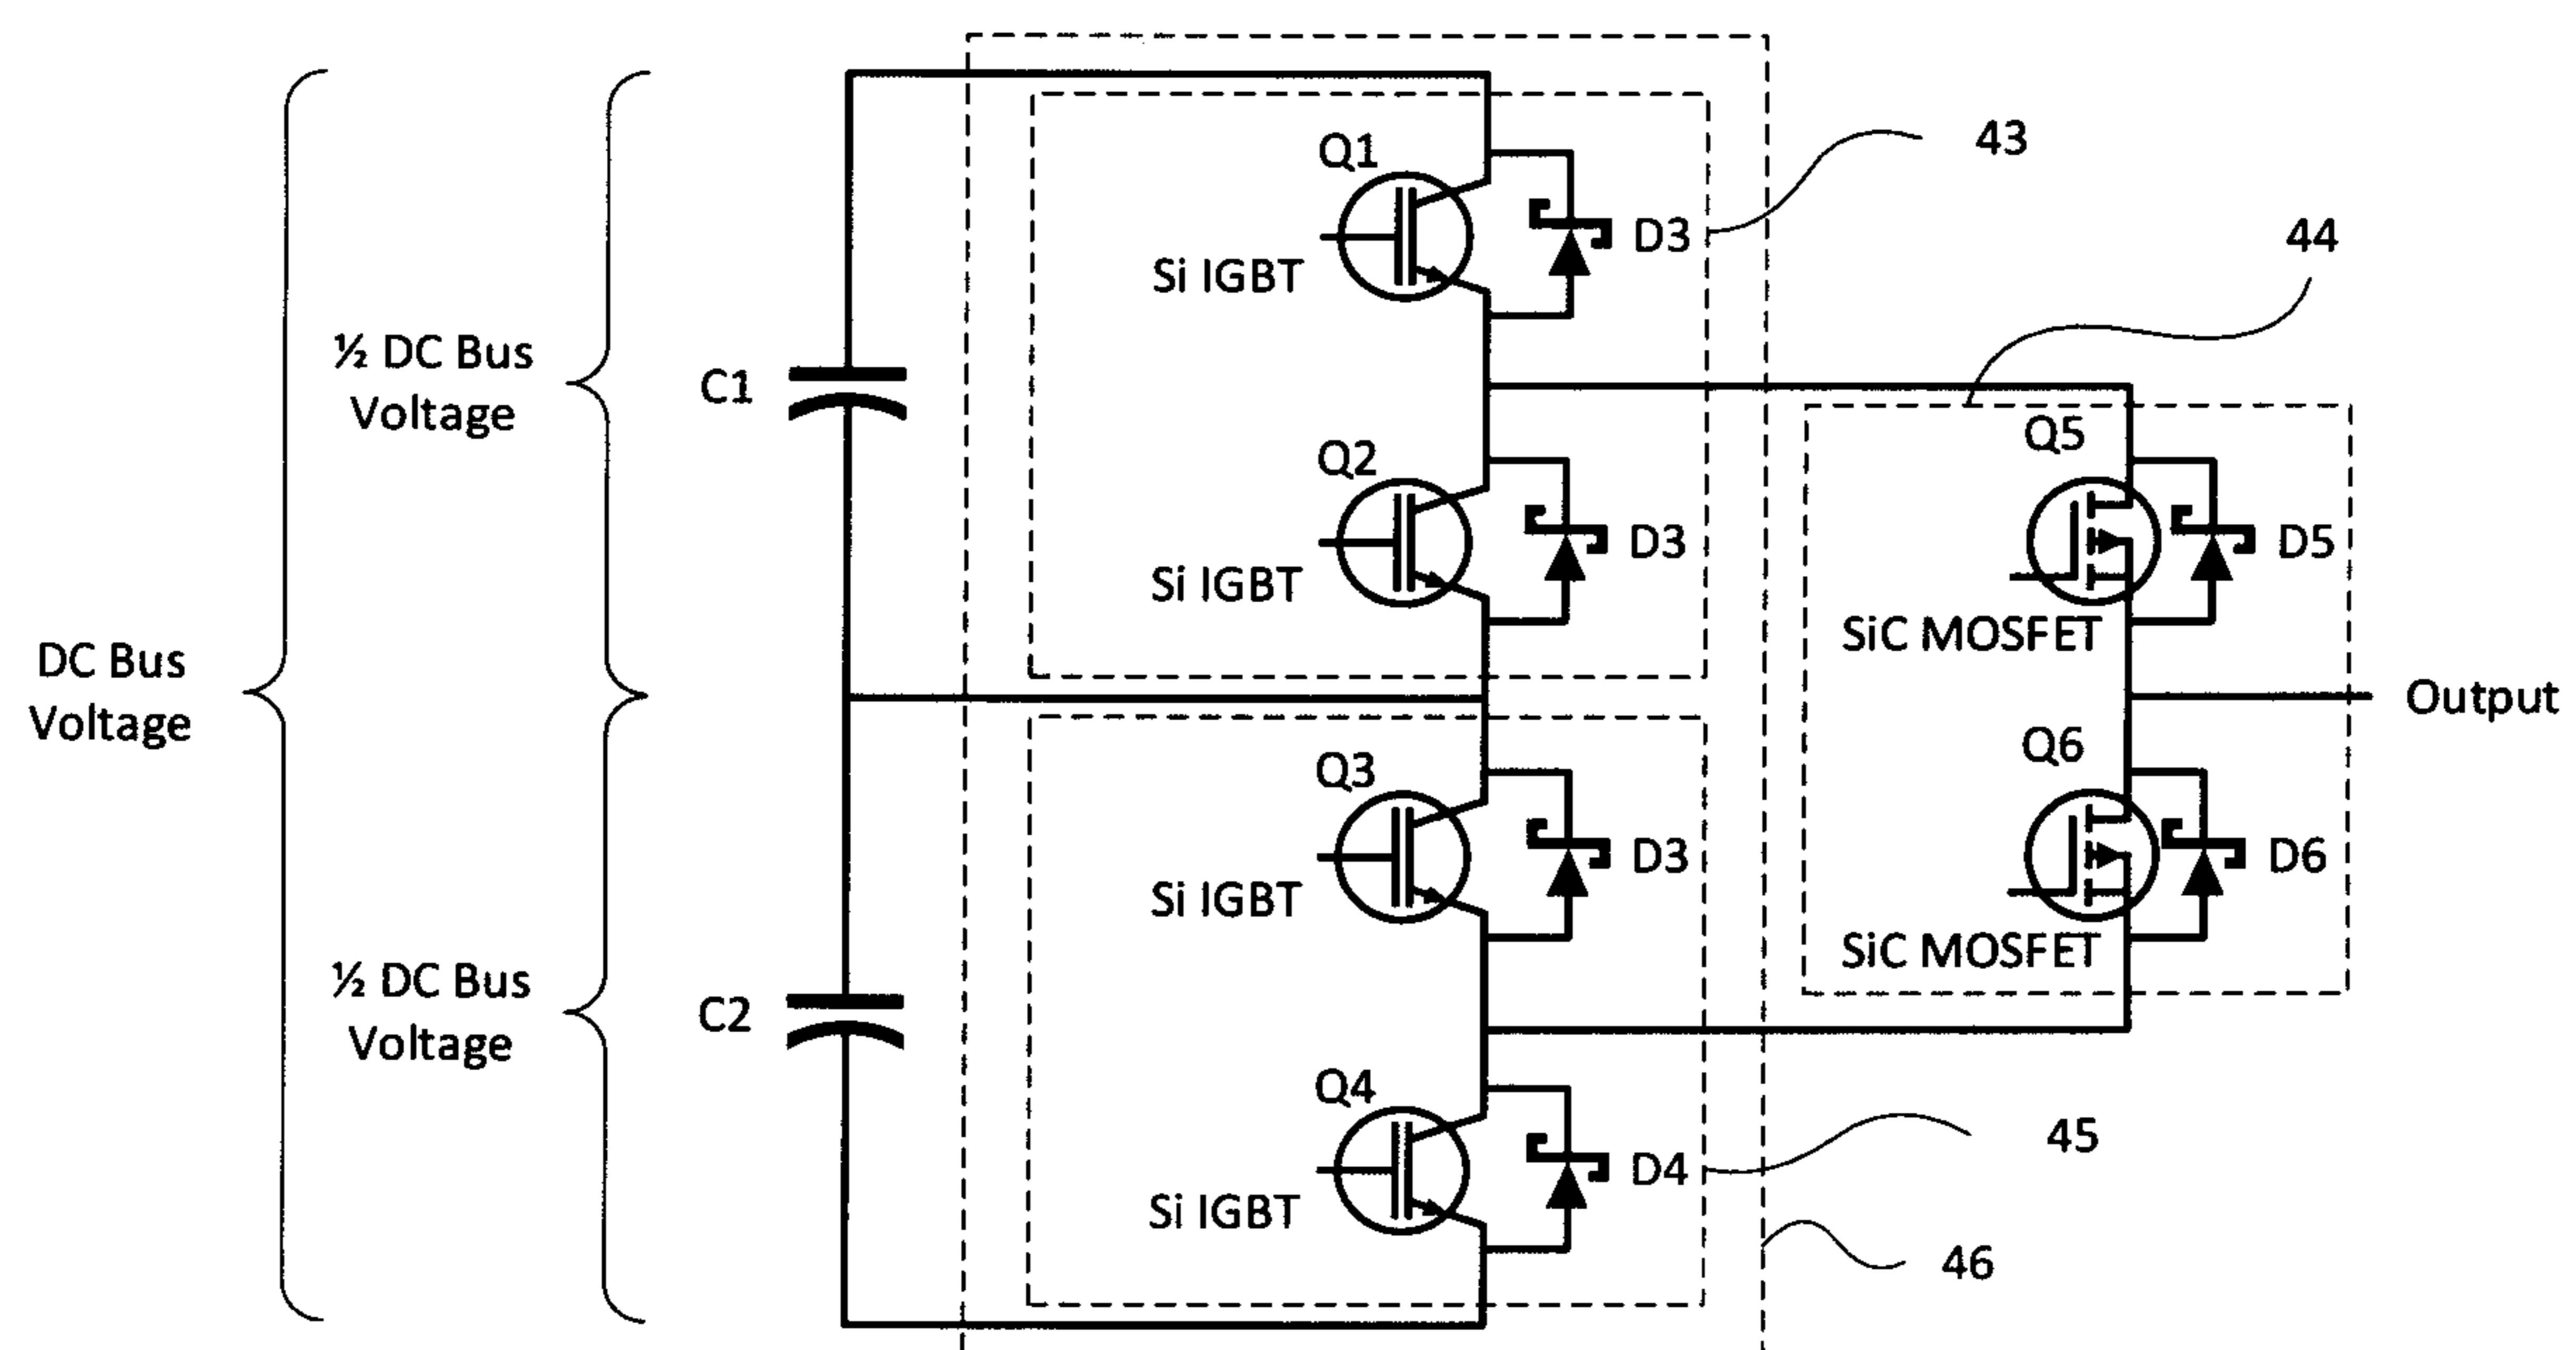 DC Bus
Voltage
½ DC Bus
Voltage
½ DC Bus
Voltage
C1
C2
Q1
Si IGBT
D3
43
Q2
Si IGBT
D3
44
Q5
SiC MOSFET
D5
Output
Q3
Si IGBT
D3
Q6
SiC MOSFET
D6
Q4
Si IGBT
D4
45
46